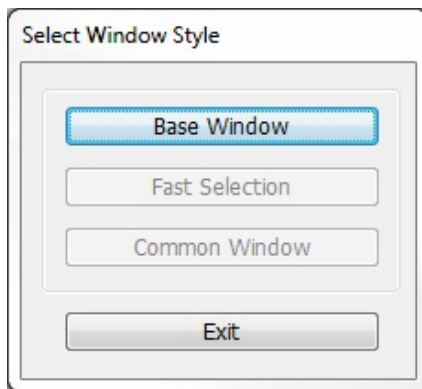 Select Window Style
Base Window
Fast Selection
Common Window
Exit